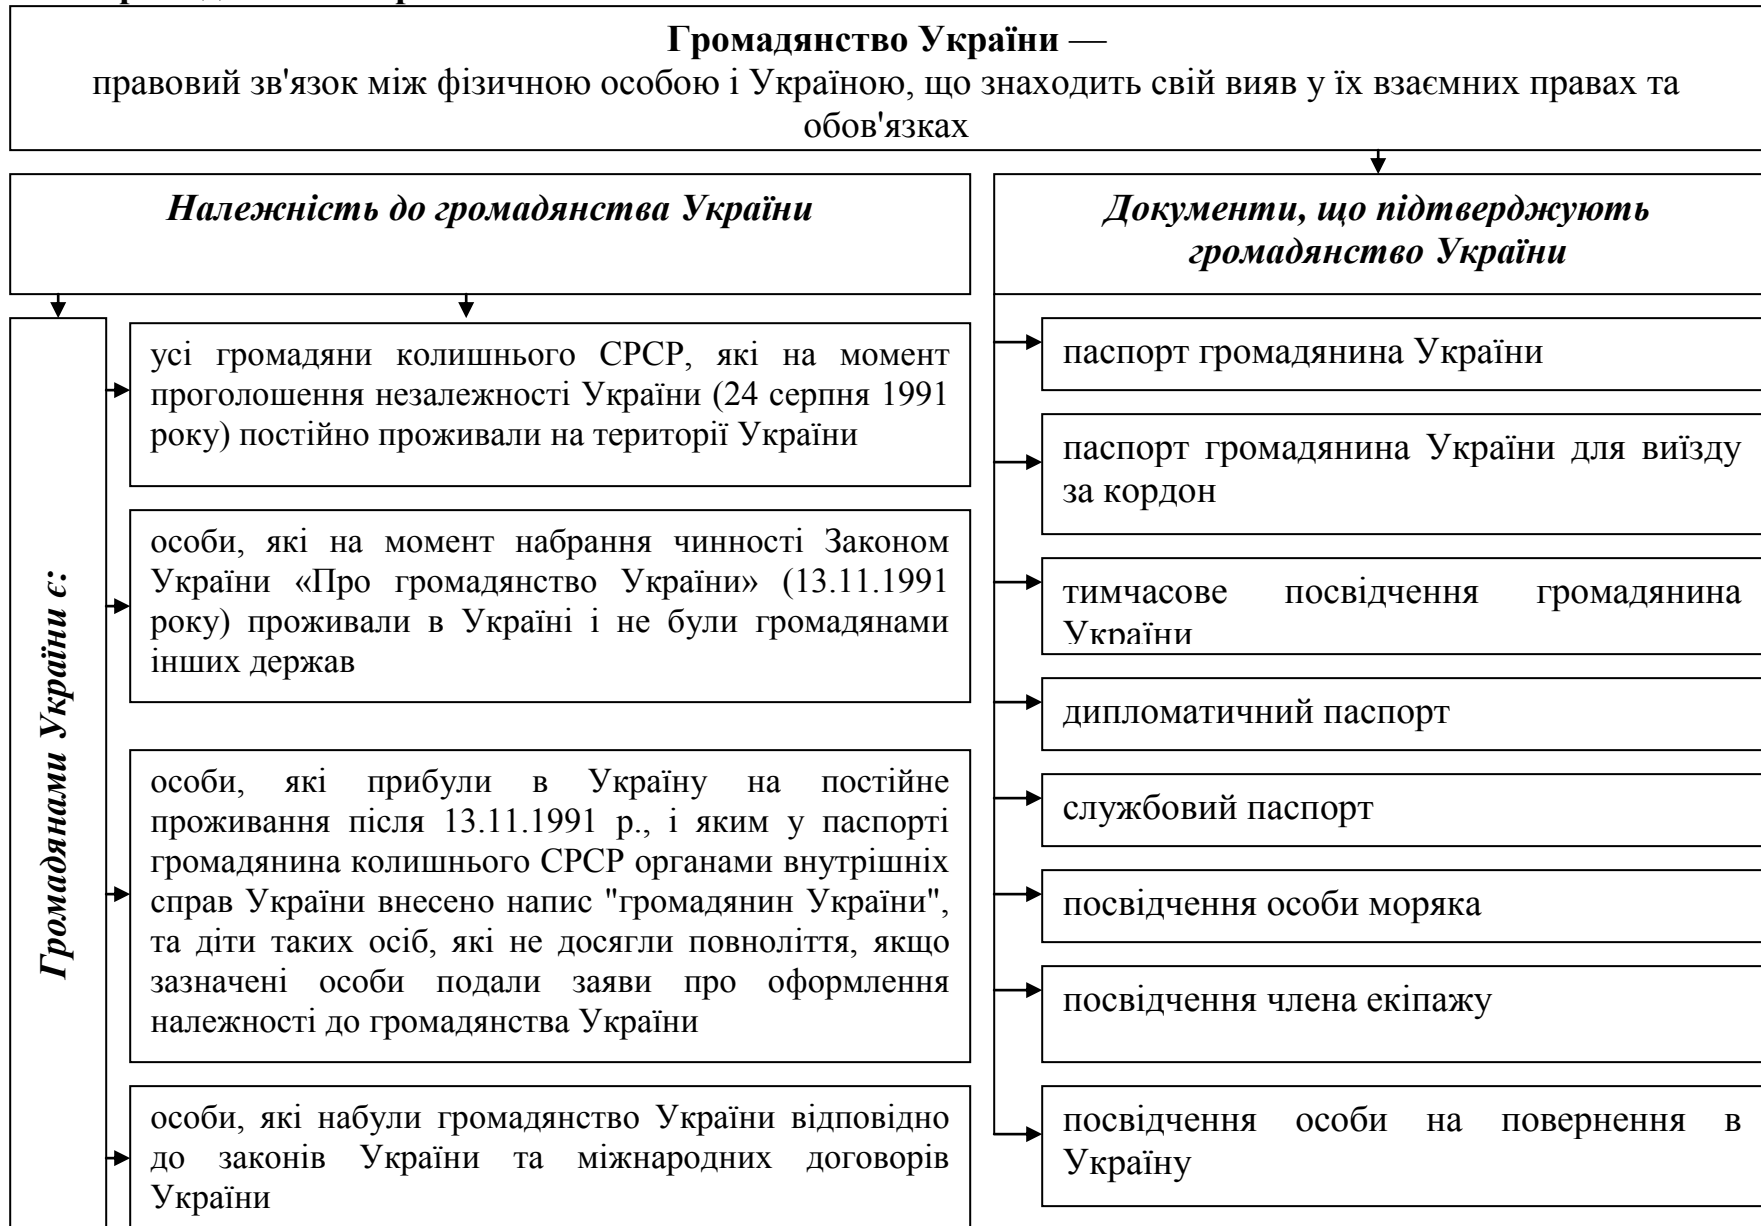 Громадянство України —
правовий зв'язок між фізичною особою і Україною, що знаходить свій вияв у їх взаємних правах та
обов'язках
Належність до громадянства України
Громадянами України є:
усі громадяни колишнього СРСР, які на момент
проголошення незалежності України (24 серпня 1991
року) постійно проживали на території України
особи, які на момент набрання чинності Законом
України «Про громадянство України» (13.11.1991
року) проживали в Україні і не були громадянами
інших держав
особи, які прибули в Україну на постійне
проживання після 13.11.1991 р., і яким у паспорті
громадянина колишнього СРСР органами внутрішніх
справ України внесено напис "громадянин України",
та діти таких осіб, які не досягли повноліття, якщо
зазначені особи подали заяви про оформлення
належності до громадянства України
особи, які набули громадянство України відповідно
до законів України та міжнародних договорів
України
Документи, що підтверджують
громадянство України
паспорт громадянина України
паспорт громадянина України для виїзду
за кордон
тимчасове посвідчення громадянина
України
дипломатичний паспорт
службовий паспорт
посвідчення особи моряка
посвідчення члена екіпажу
посвідчення особи на повернення в
Україну